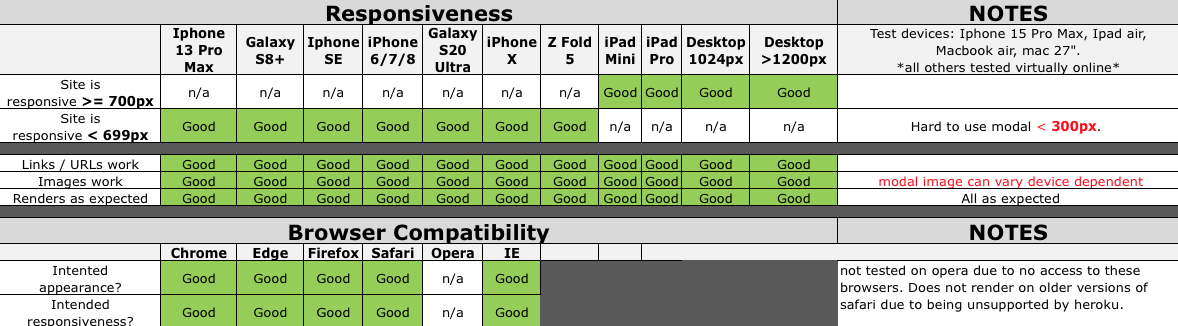 Responsiveness NOTES
Iphone 13 Pro Max Galaxy S8+ Iphone SE iPhone 6/7/8 Galaxy S20 Ultra iPhone X Z Fold 5 iPad Mini iPad Pro Desktop 1024px Desktop >1200px
Test devices: Iphone 15 Pro Max, Ipad air,
Macbook air, mac 27".
*all others tested virtually online*
Site is
responsive >= 700px n/a n/a n/a n/a n/a n/a n/a Good Good Good Good
Site is
responsive < 699px Good Good Good Good Good Good Good n/a n/a n/a n/a Hard to use modal < 300px.
Links / URLs work Good Good Good Good Good Good Good Good Good Good Good
Images work Good Good Good Good Good Good Good Good Good Good Good modal image can vary device dependent
Renders as expected Good Good Good Good Good Good Good Good Good Good Good All as expected
Browser Compatibility NOTES
Chrome Edge Firefox Safari Opera IE
Intented
appearance? Good Good Good Good n/a Good
Intended
responsiveness? Good Good Good Good n/a Good
not tested on opera due to no access to these
browsers. Does not render on older versions of
safari due to being unsupported by heroku.